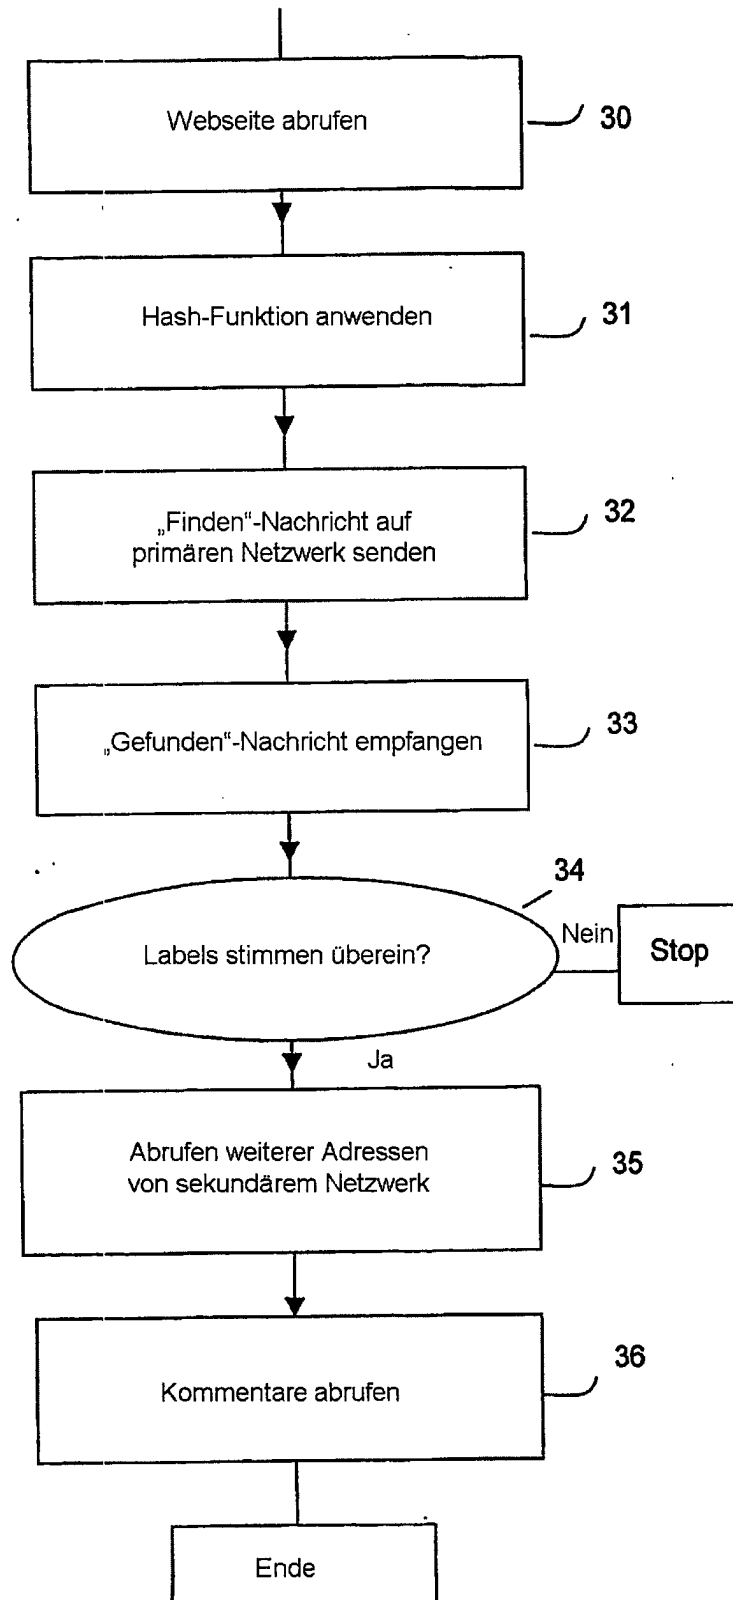 Webseite abrufen
30
Hash-Funktion anwenden
31
„Finden“-Nachricht auf
primären Netzwerk senden
32
„Gefunden“-Nachricht empfangen
33
34
Labels stimmen überein?
Nein
Stop
Ja
Abrufen weiterer Adressen
von sekundärem Netzwerk
35
Kommentare abrufen
36
Ende